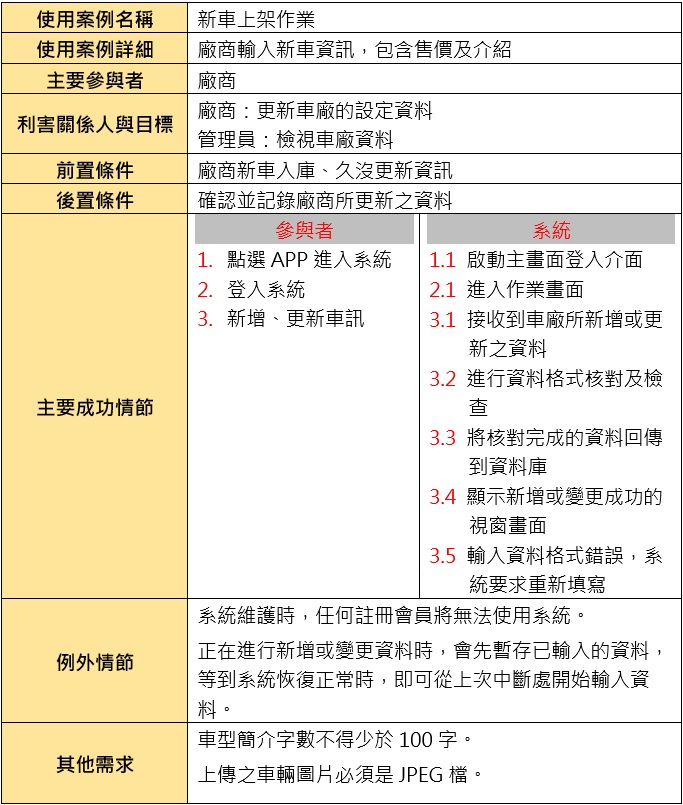 使用案例名稱
新車上架作業
使用案例詳細
廠商輸入新車資訊，包含售價及介紹
主要參與者
廠商
利害關係人與目標
廠商：更新車廠的設定資料
管理員：檢視車廠資料
前置條件
廠商新車入庫、久沒更新資訊
後置條件
確認並記錄廠商所更新之資料
主要成功情節
參與者
1. 點選 APP 進入系統
2. 登入系統
3. 新增、更新車訊
系統
1.1 啟動主畫面登入介面
2.1 進入作業畫面
3.1 接收到車廠所新增或更
新之資料
3.2 進行資料格式核對及檢
查
3.3 將核對完成的資料回傳
到資料庫
3.4 顯示新增或變更成功的
視窗畫面
3.5 輸入資料格式錯誤，系
統要求重新填寫
例外情節
系統維護時，任何註冊會員將無法使用系統。
正在進行新增或變更資料時，會先暫存已輸入的資料，
等到系統恢復正常時，即可從上次中斷處開始輸入資
料。
其他需求
車型簡介字數不得少於 100 字。
上傳之車輛圖片必須是 JPEG 檔。